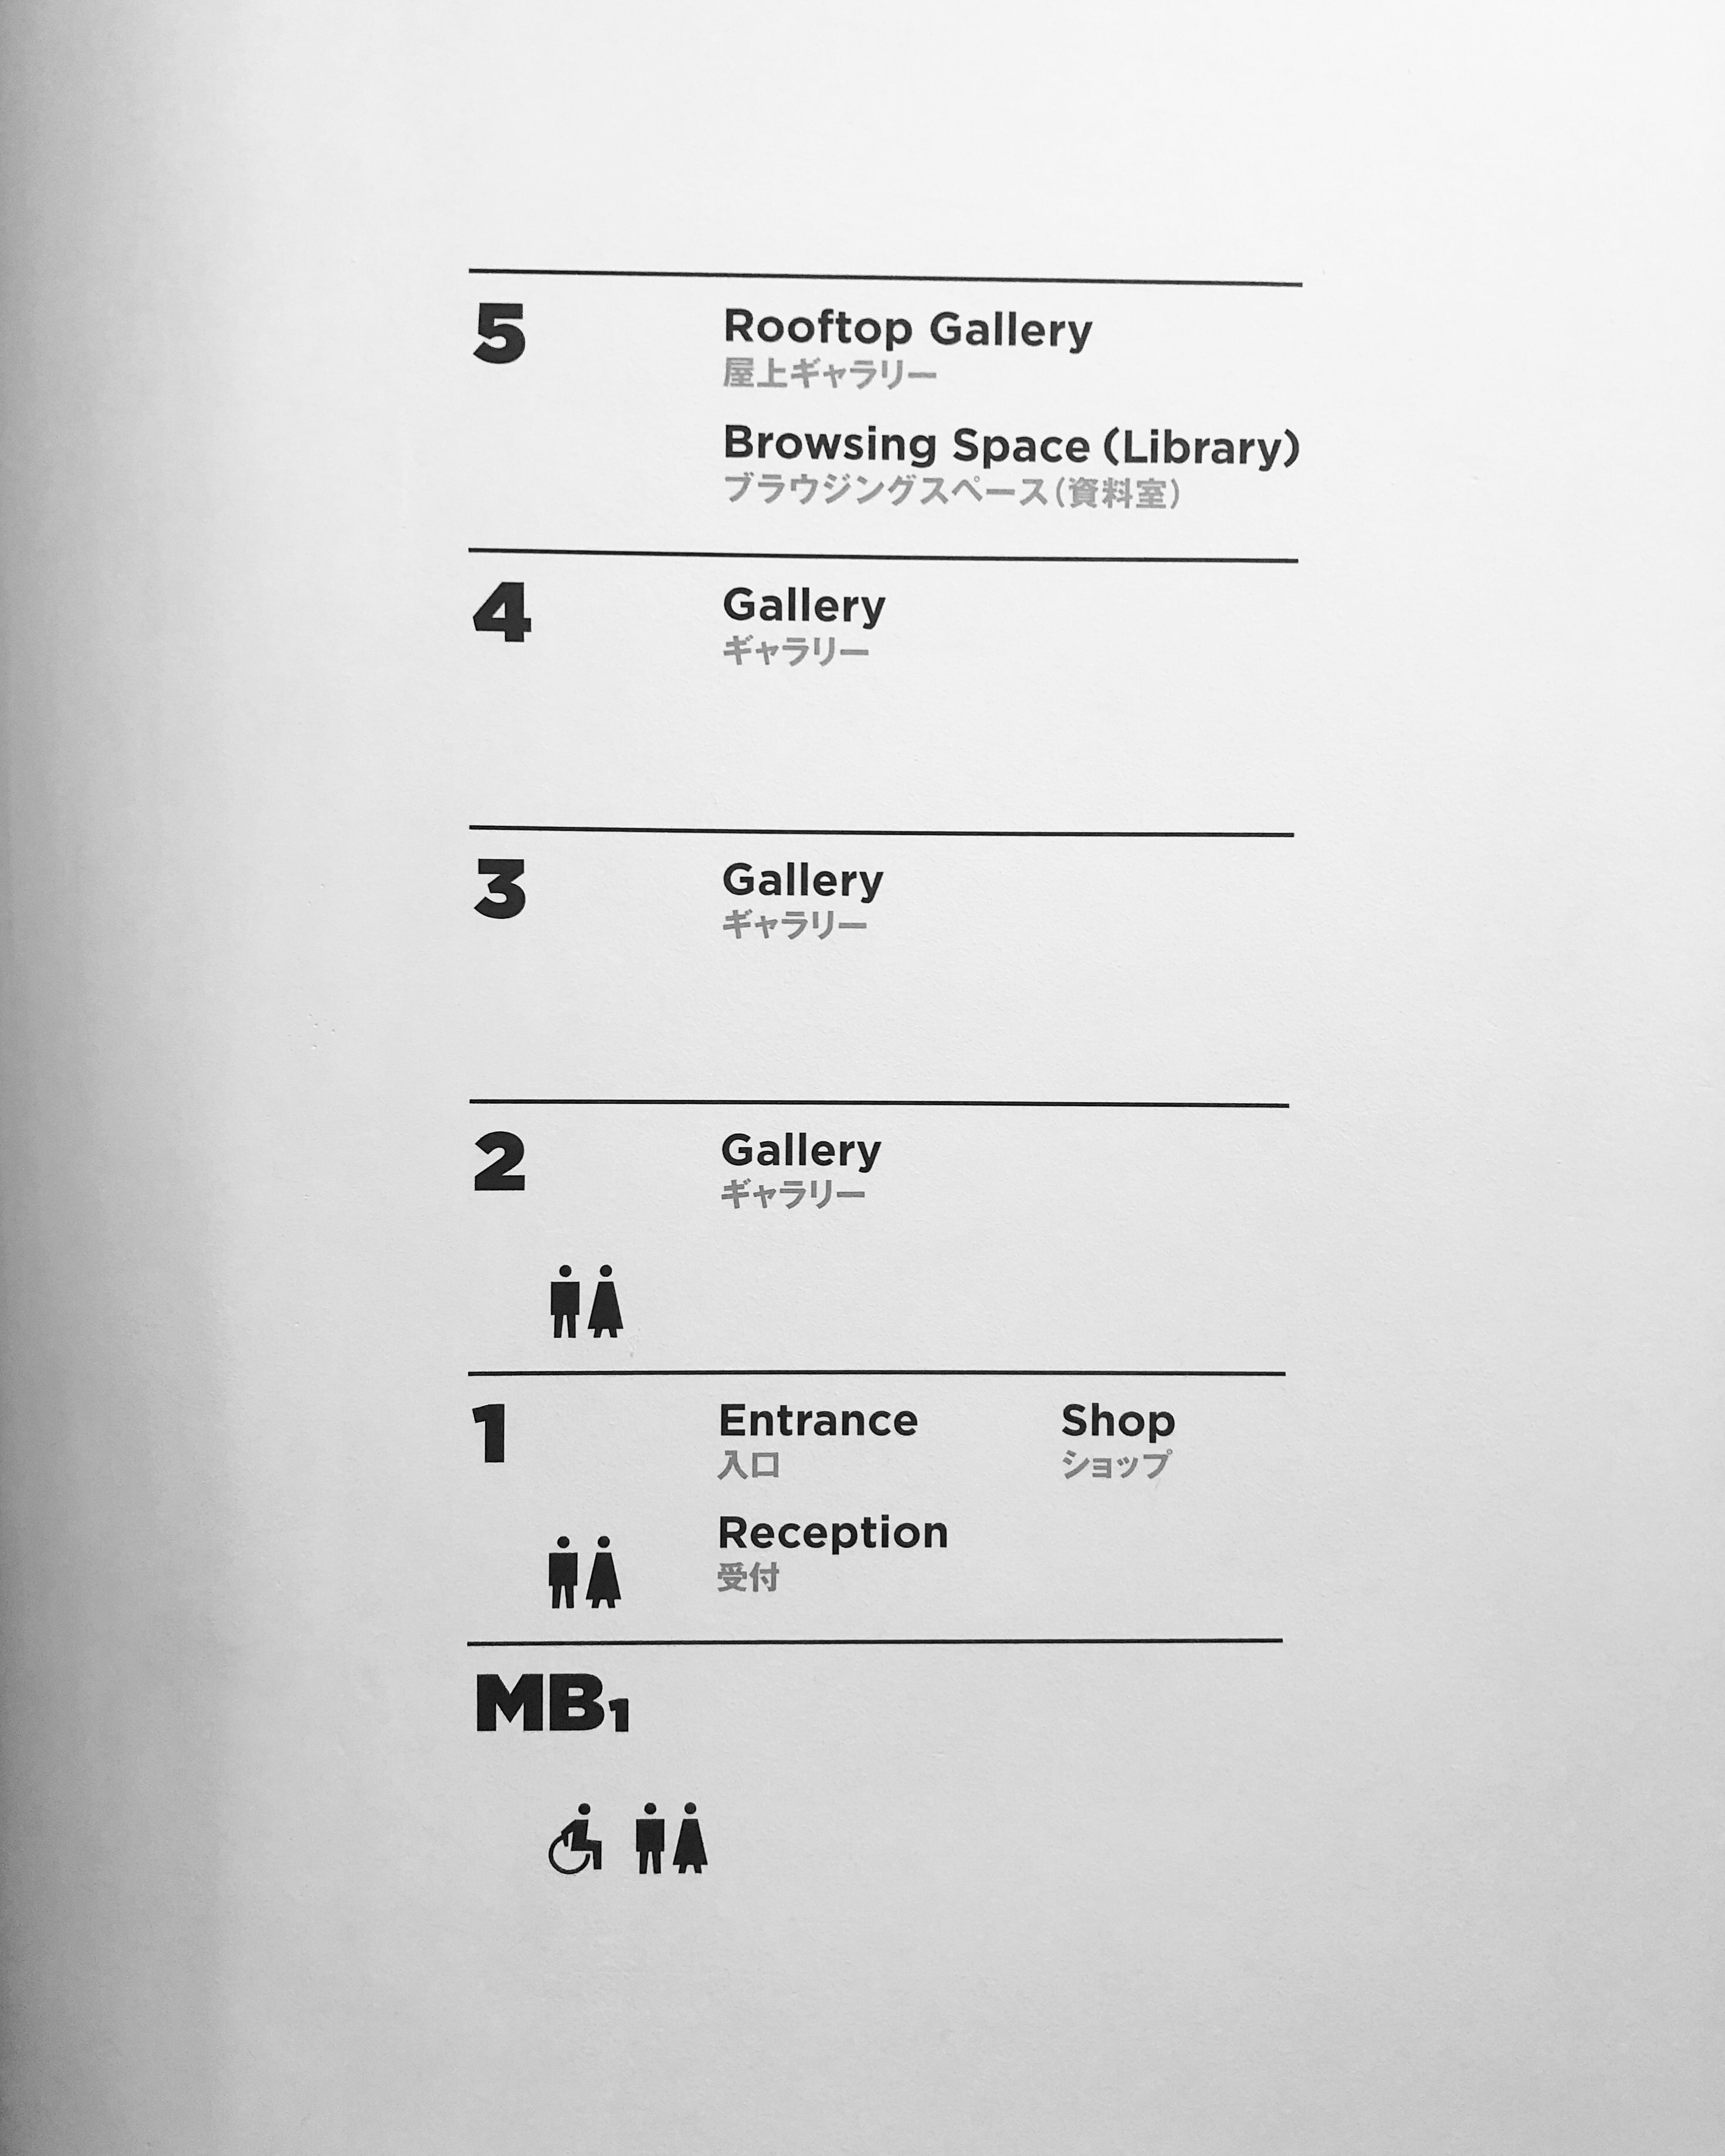 5
Rooftop Gallery
屋上ギャラリー
Browsing Space (Library)
ブラウジングスペース(資料室)
4
Gallery
ギャラリー
3
Gallery
ギャラリー
2
Gallery
ギャラリー
1
Entrance
入口
Shop
ショップ
Reception
受付
MB1